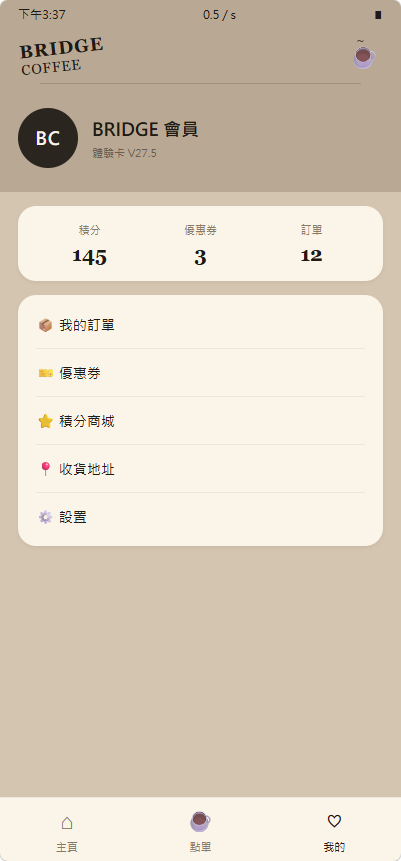 下午3:37
0.5 / s
BRIDGE
COFFEE
BC
BRIDGE 會員
體驗卡 V27.5
積分
優惠券
訂單
145
3
12
我的訂單
優惠券
積分商城
收貨地址
設置
主頁
點單
我的